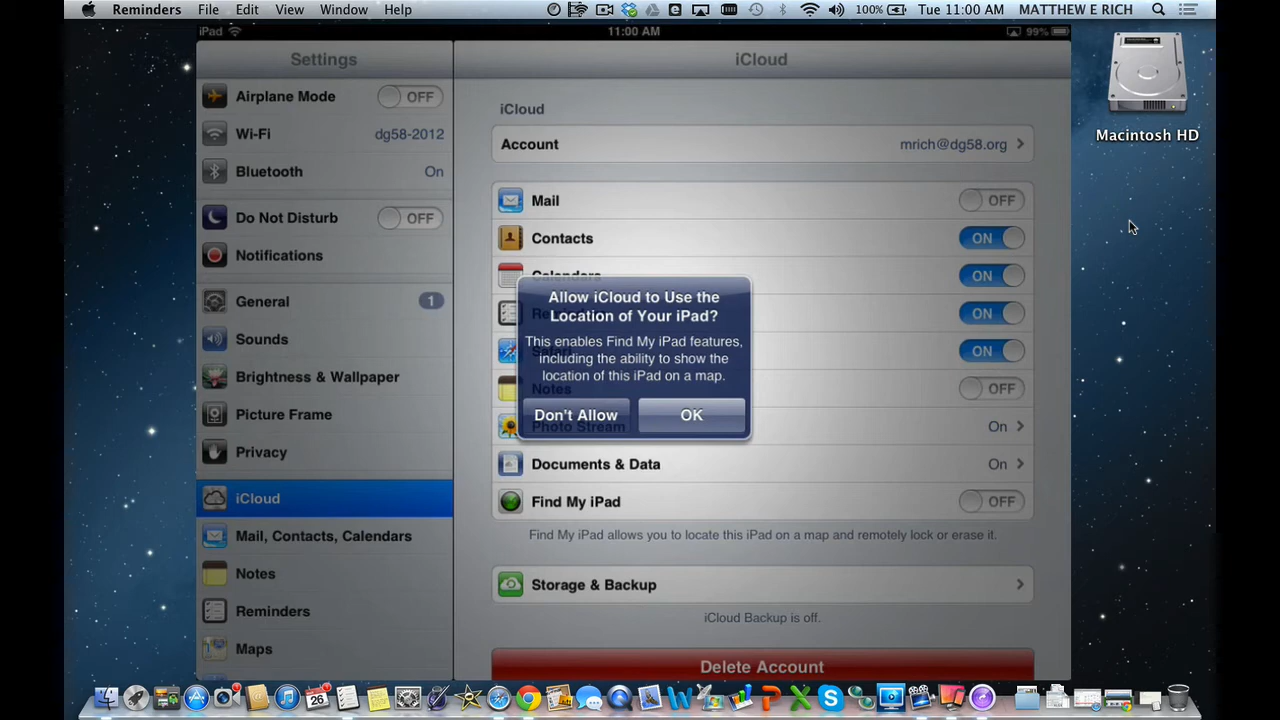 Reminders File Edit View Window Help 100% Tue 11:00 AM MATTHEW E RICH
iPad 11:00 AM 99%
Settings
iCloud
Airplane Mode OFF
Wi-Fi dg58-2012
Bluetooth On
Do Not Disturb OFF
Notifications
General 1
Sounds
Brightness & Wallpaper
Picture Frame
Privacy
iCloud
Mail, Contacts, Calendars
Notes
Reminders
Maps
iCloud
Account mrich@dg58.org
Mail OFF
Contacts ON
Calendars ON
ON
ON
Notes OFF
Photo Stream On
Documents & Data On
Find My iPad OFF
Find My iPad allows you to locate this iPad on a map and remotely lock or erase it.
Storage & Backup
iCloud Backup is off.
Delete Account
Allow iCloud to Use the
Location of Your iPad?
This enables Find My iPad features,
including the ability to show the
location of this iPad on a map.
Don't Allow OK
Macintosh HD
26